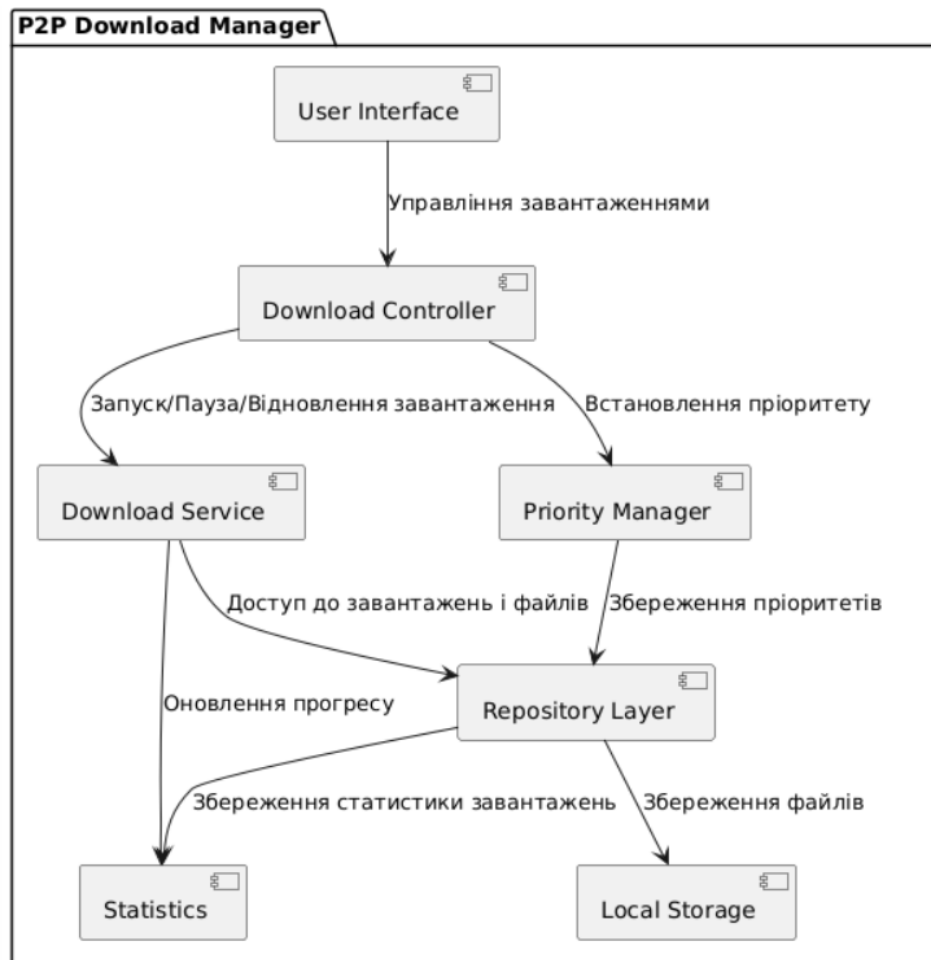 P2P Download Manager
User Interface
Управління завантаженнями
Download Controller
Запуск/Пауза/Відновлення завантаження
Встановлення пріоритету
Download Service
Priority Manager
Доступ до завантажень і файлів
Збереження пріоритетів
Оновлення прогресу
Repository Layer
Збереження статистики завантажень
Збереження файлів
Statistics
Local Storage